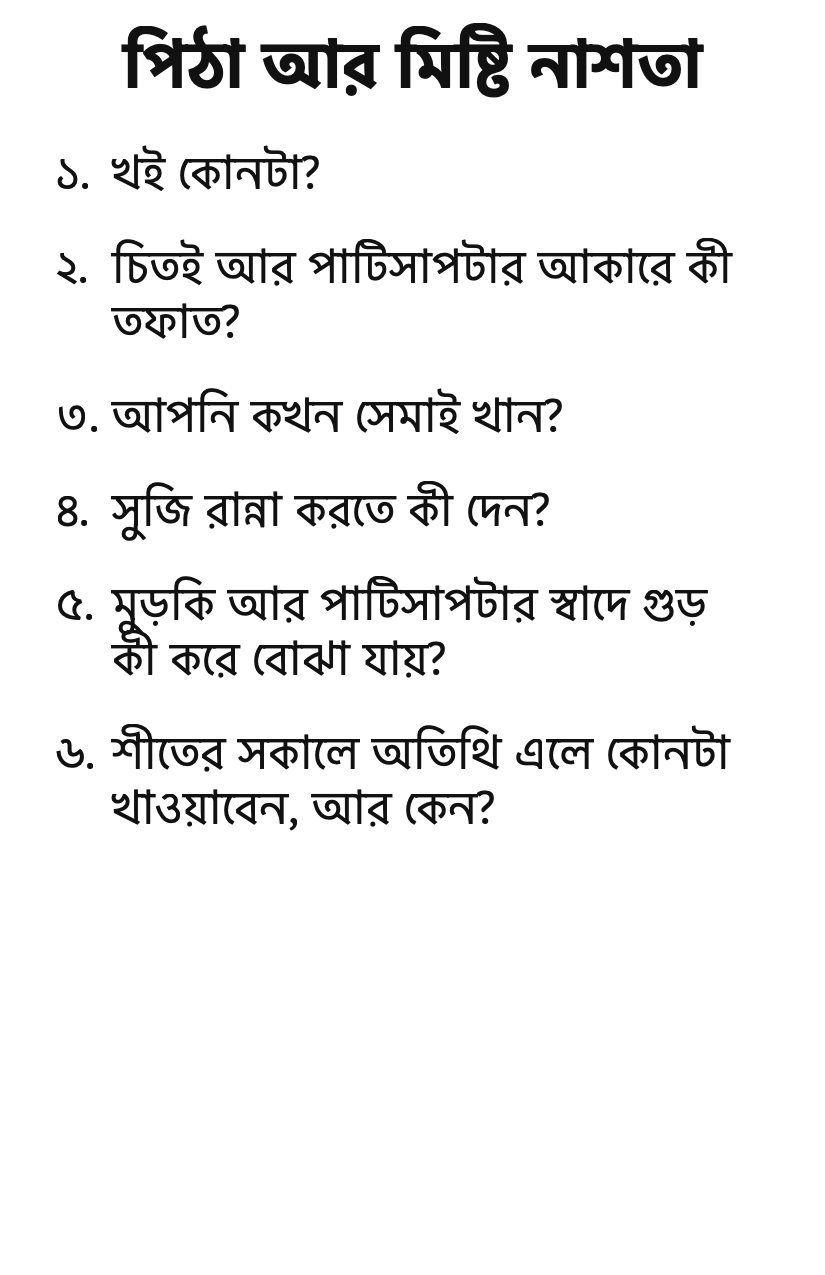 পিঠা আর মিষ্টি নাশতা
১. খই কোনটা?
২. চিতই আর পাটিসাপটার আকারে কী
তফাত?
৩. আপনি কখন সেমাই খান?
৪. সুজি রান্না করতে কী দেন?
৫. মুড়কি আর পাটিসাপটার স্বাদে গুড়
কী করে বোঝা যায়?
৬. শীতের সকালে অতিথি এলে কোনটা
খাওয়াবেন, আর কেন?